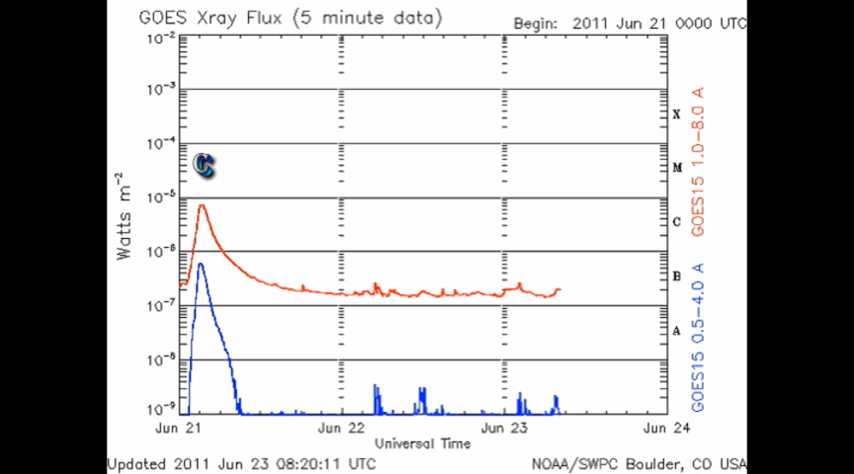 GOES Xray Flux (5 minute data)
Begin: 2011 Jun 21 0000 UTC
10-2
10-3
10-4
10-5
10-6
10-7
10-8
10-9
Watts m-2
C
X
M
C
B
A
GOES15 1.0-8.0 A
GOES15 0.5-4.0 A
Jun 21
Jun 22
Jun 23
Jun 24
Universal Time
Updated 2011 Jun 23 08:20:11 UTC
NOAA/SWPC Boulder, CO USA